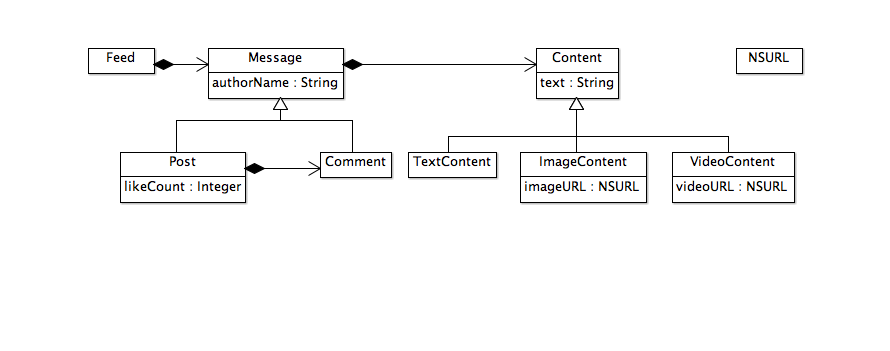 Feed
Message
authorName : String
Content
text : String
NSURL
Post
likeCount : Integer
Comment
TextContent
ImageContent
imageURL : NSURL
VideoContent
videoURL : NSURL